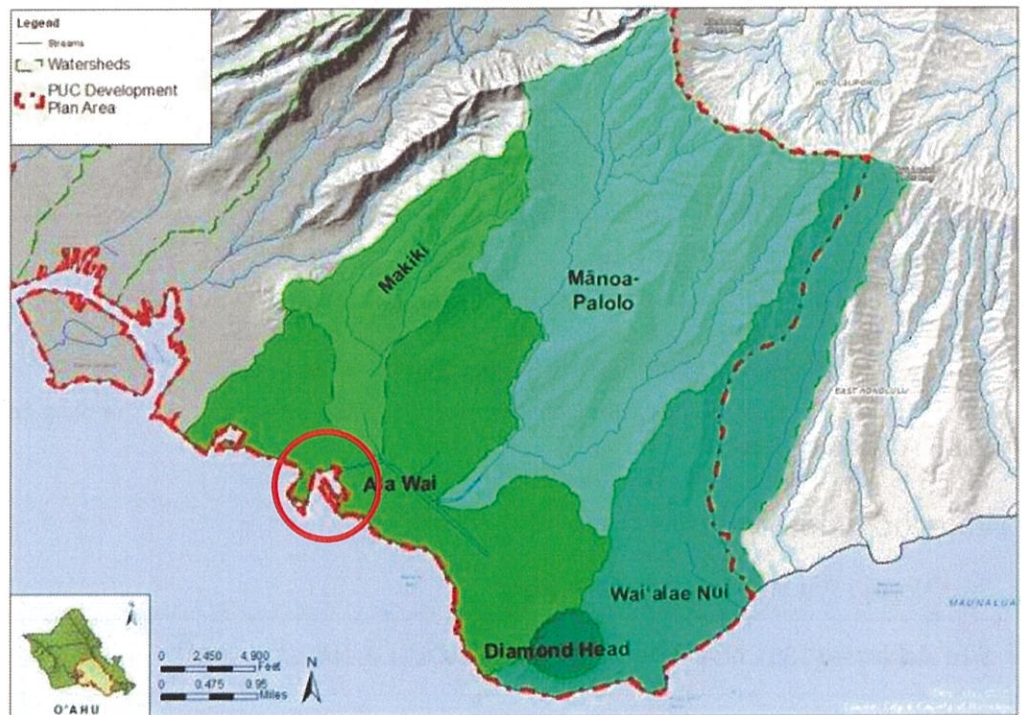 Legend
Streams
Watersheds
PUC Development
Plan Area
Makiki
Mānoa-
Palolo
EAST HONOLULU
Ala Wai
Wai'alae Nui
MAUNALUA
Diamond Head
0 2,450 4,900
Feet
0 0.475 0.95
Miles
N
O'AHU